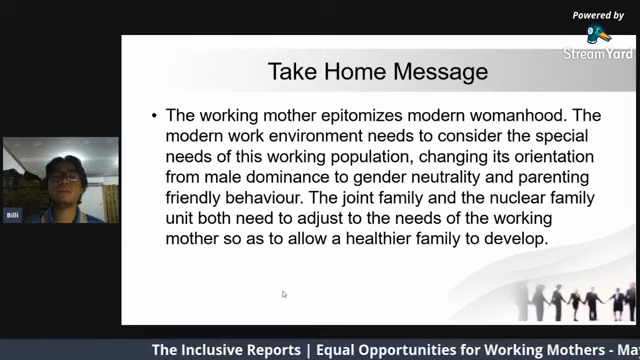 Powered by
StreamYard
Take Home Message
• The working mother epitomizes modern womanhood. The
modern work environment needs to consider the special
needs of this working population, changing its orientation
from male dominance to gender neutrality and parenting
friendly behaviour. The joint family and the nuclear family
unit both need to adjust to the needs of the working
mother so as to allow a healthier family to develop.
Billi
The Inclusive Reports | Equal Opportunities for Working Mothers - Ma